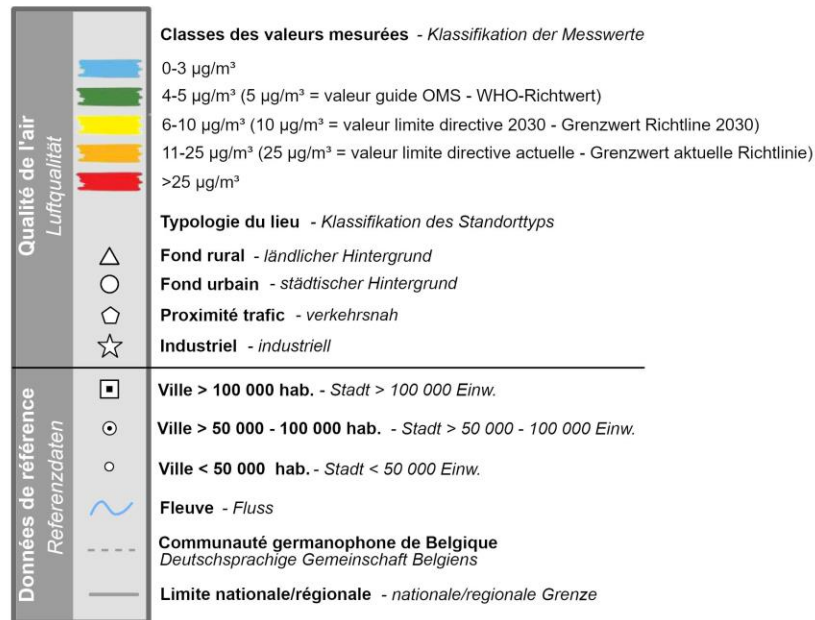 Qualité de l'air
Luftqualität
Classes des valeurs mesurées - Klassifikation der Messwerte
0-3 µg/m³
4-5 µg/m³ (5 µg/m³ = valeur guide OMS - WHO-Richtwert)
6-10 µg/m³ (10 µg/m³ = valeur limite directive 2030 - Grenzwert Richtline 2030)
11-25 µg/m³ (25 µg/m³ = valeur limite directive actuelle - Grenzwert aktuelle Richtlinie)
>25 µg/m³
Typologie du lieu - Klassifikation des Standorttyps
Fond rural - ländlicher Hintergrund
Fond urbain - städtischer Hintergrund
Proximité trafic - verkehrsnah
Industriel - industriell
Données de référence
Referenzdaten
Ville > 100 000 hab. - Stadt > 100 000 Einw.
Ville > 50 000 - 100 000 hab. - Stadt > 50 000 - 100 000 Einw.
Ville < 50 000 hab. - Stadt < 50 000 Einw.
Fleuve - Fluss
Communauté germanophone de Belgique
Deutschsprachige Gemeinschaft Belgiens
Limite nationale/régionale - nationale/regionale Grenze